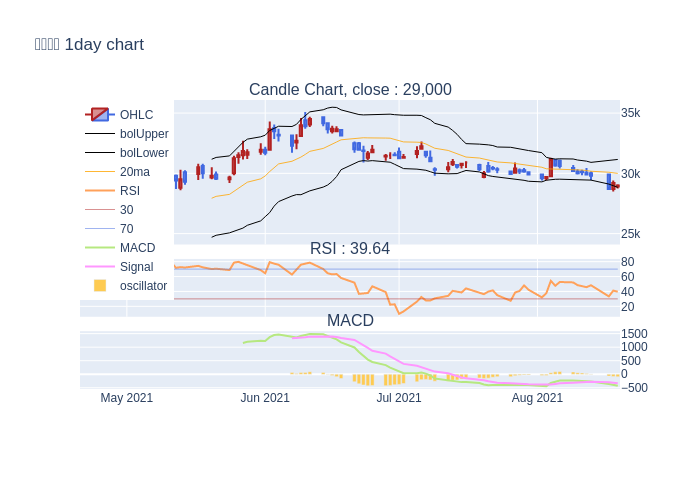 1day chart
Candle Chart, close : 29,000
OHLC
bolUpper
bolLower
20ma
RSI
30
70
MACD
Signal
oscillator
35k
30k
25k
RSI : 39.64
80
60
40
20
MACD
1500
1000
500
0
−500
May 2021
Jun 2021
Jul 2021
Aug 2021